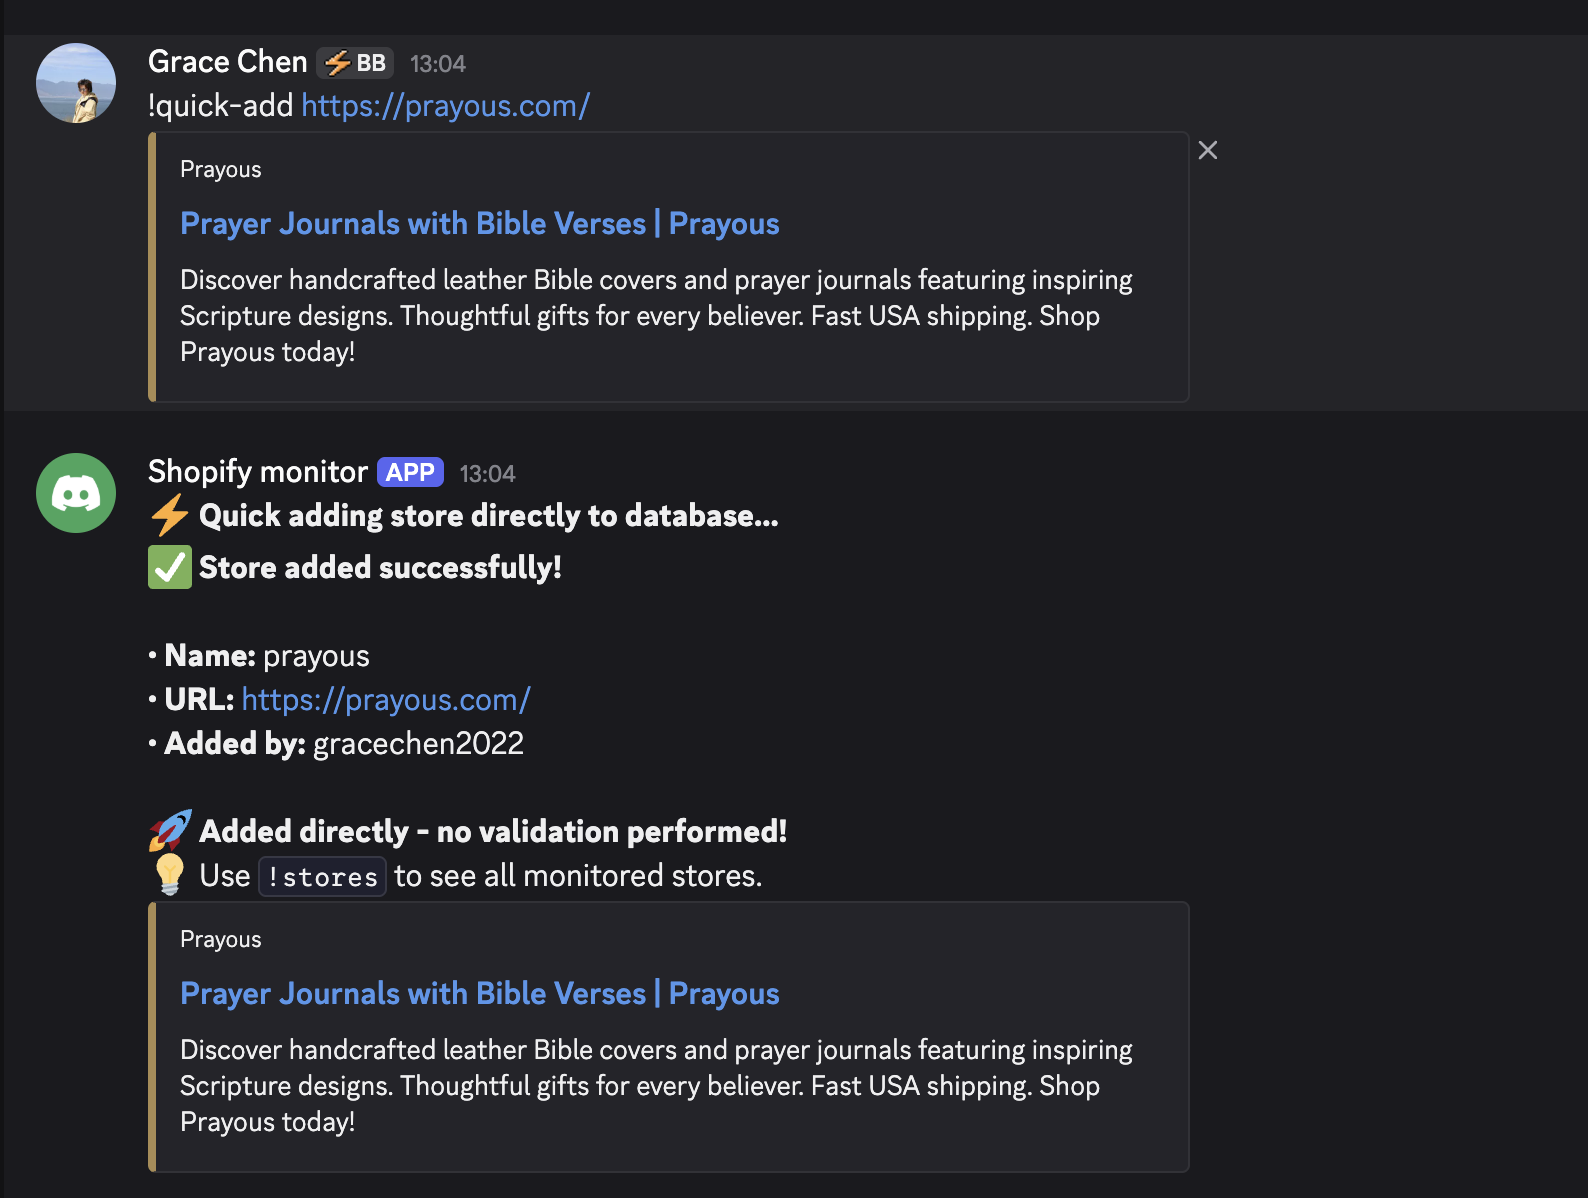 Grace Chen ⚡ BB 13:04
!quick-add https://prayous.com/
Prayous
Prayer Journals with Bible Verses | Prayous
Discover handcrafted leather Bible covers and prayer journals featuring inspiring
Scripture designs. Thoughtful gifts for every believer. Fast USA shipping. Shop
Prayous today!
Shopify monitor APP 13:04
⚡ Quick adding store directly to database...
✅ Store added successfully!
• Name: prayous
• URL: https://prayous.com/
• Added by: gracechen2022
🚀 Added directly - no validation performed!
💡 Use !stores to see all monitored stores.
Prayous
Prayer Journals with Bible Verses | Prayous
Discover handcrafted leather Bible covers and prayer journals featuring inspiring
Scripture designs. Thoughtful gifts for every believer. Fast USA shipping. Shop
Prayous today!